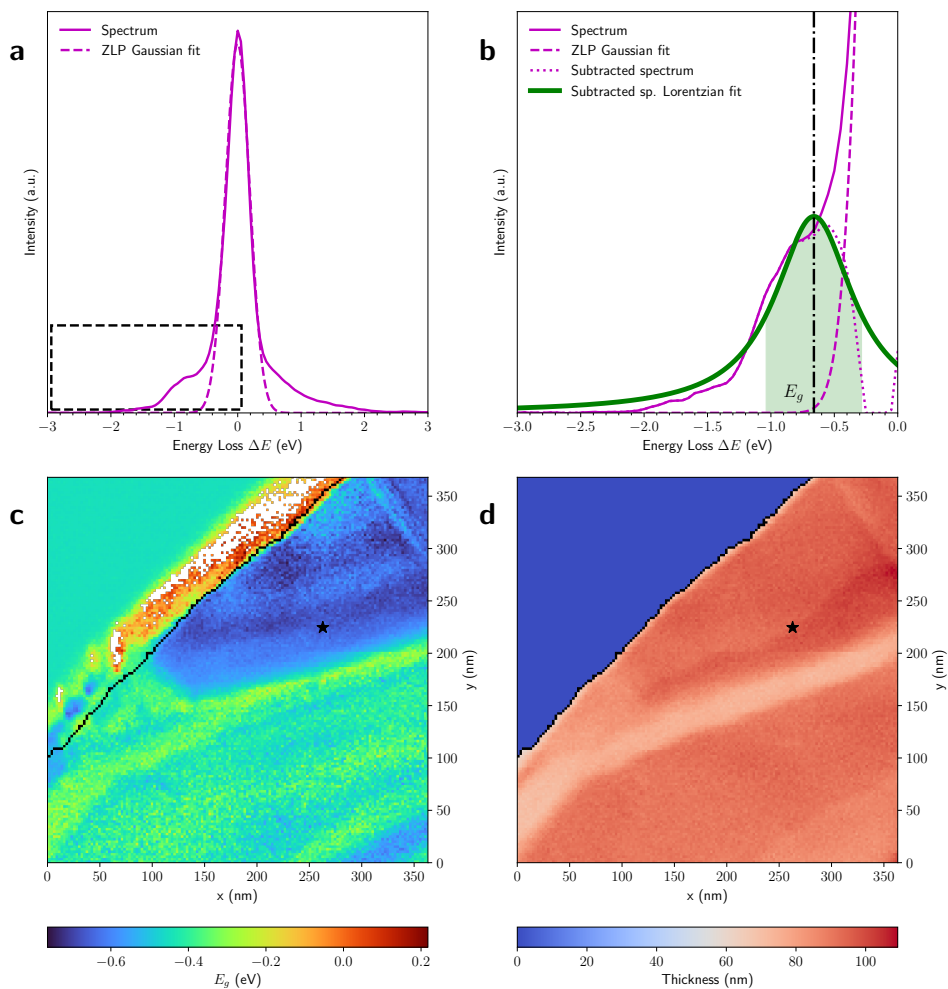 a
Spectrum
ZLP Gaussian fit
Intensity (a.u.)
−3 −2 −1 0 1 2 3
Energy Loss ΔE (eV)
b
Spectrum
ZLP Gaussian fit
Subtracted spectrum
Subtracted sp. Lorentzian fit
Intensity (a.u.)
E_g
−3.0 −2.5 −2.0 −1.5 −1.0 −0.5 0.0
Energy Loss ΔE (eV)
c
350
300
250
200
150
100
50
0
y (nm)
0 50 100 150 200 250 300 350
x (nm)
−0.6 −0.4 −0.2 0.0 0.2
E_g (eV)
d
350
300
250
200
150
100
50
0
y (nm)
0 50 100 150 200 250 300 350
x (nm)
0 20 40 60 80 100
Thickness (nm)